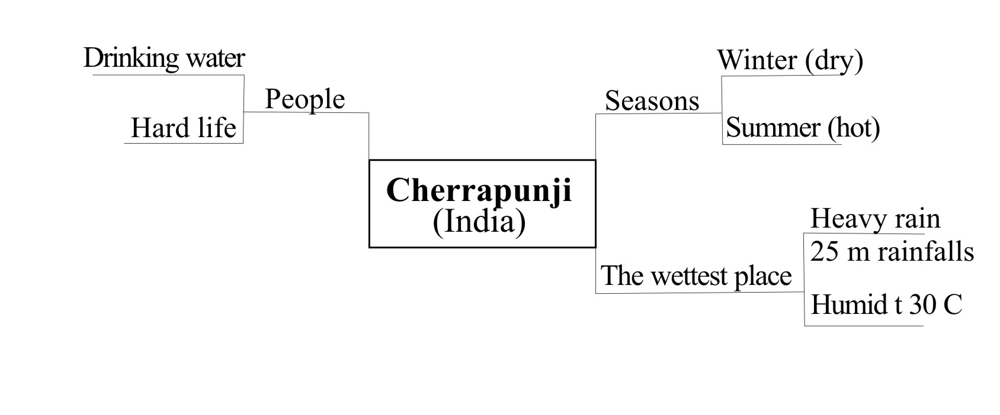 Drinking water
People
Hard life
Winter (dry)
Seasons
Summer (hot)
Cherrapunji
(India)
Heavy rain
25 m rainfalls
The wettest place
Humid t 30 C